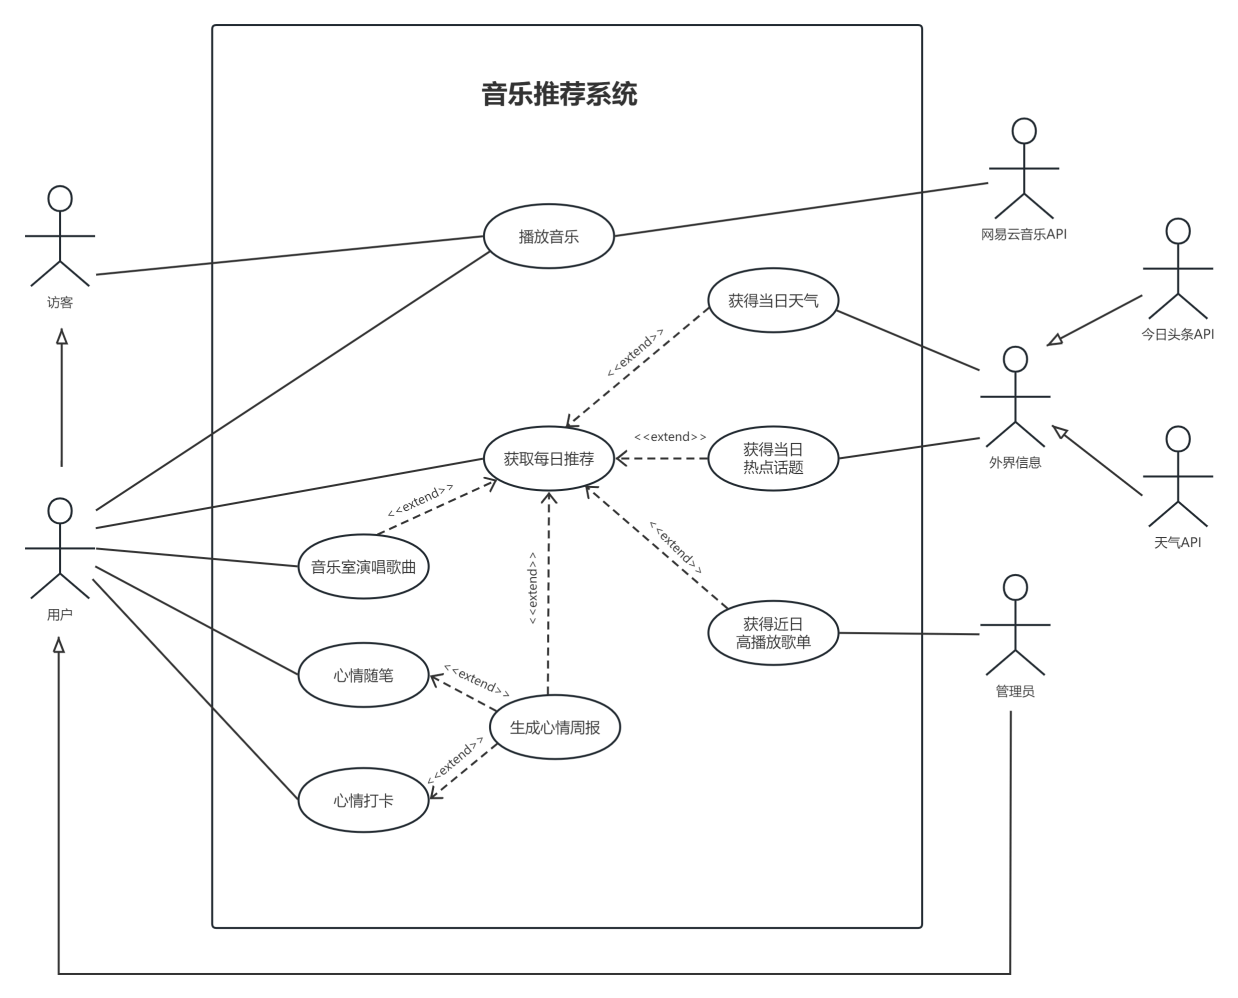 音乐推荐系统
网易云音乐API
播放音乐
访客
今日头条API
获得当日天气
<<extend>>
<<extend>>
获得当日
热点话题
获取每日推荐
外界信息
<<extend>>
天气API
<<extend>>
音乐室演唱歌曲
<<extend>>
用户
获得近日
高播放歌单
管理员
心情随笔
<<extend>>
生成心情周报
<<extend>>
心情打卡